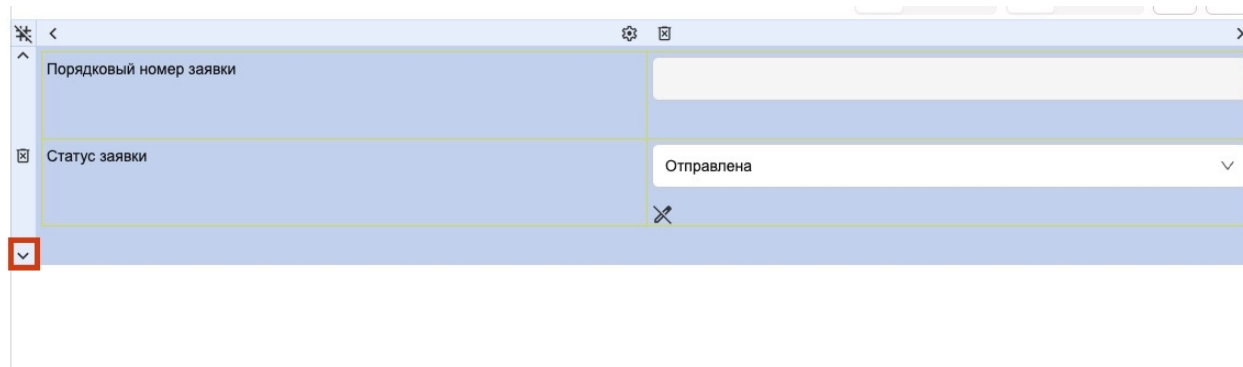 Порядковый номер заявки
Статус заявки
Отправлена